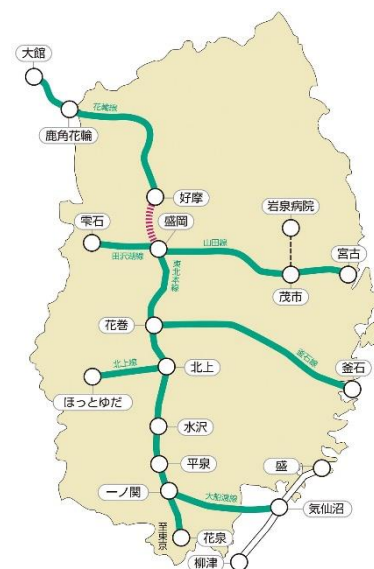 大館
花輪線
鹿角花輪
好摩
岩泉病院
雫石
盛岡
山田線
宮古
田沢湖線
茂市
東北本線
花巻
釜石線
北上線
北上
釜石
ほっとゆだ
水沢
盛
平泉
一ノ関
大船渡線
気仙沼
至東京
花泉
柳津